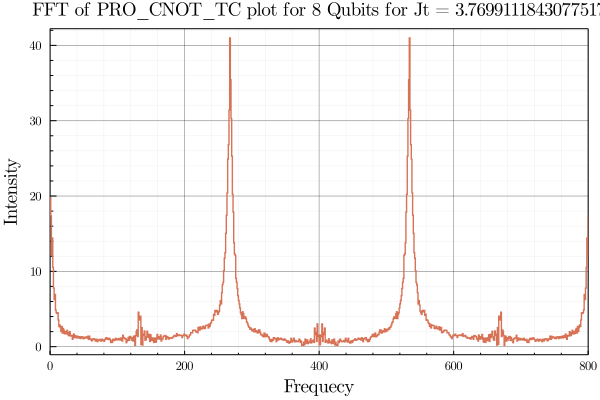 FFT of PRO_CNOT_TC plot for 8 Qubits for Jt = 3.7699111843077517
40
30
20
10
0
Intensity
0 200 400 600 800
Frequecy